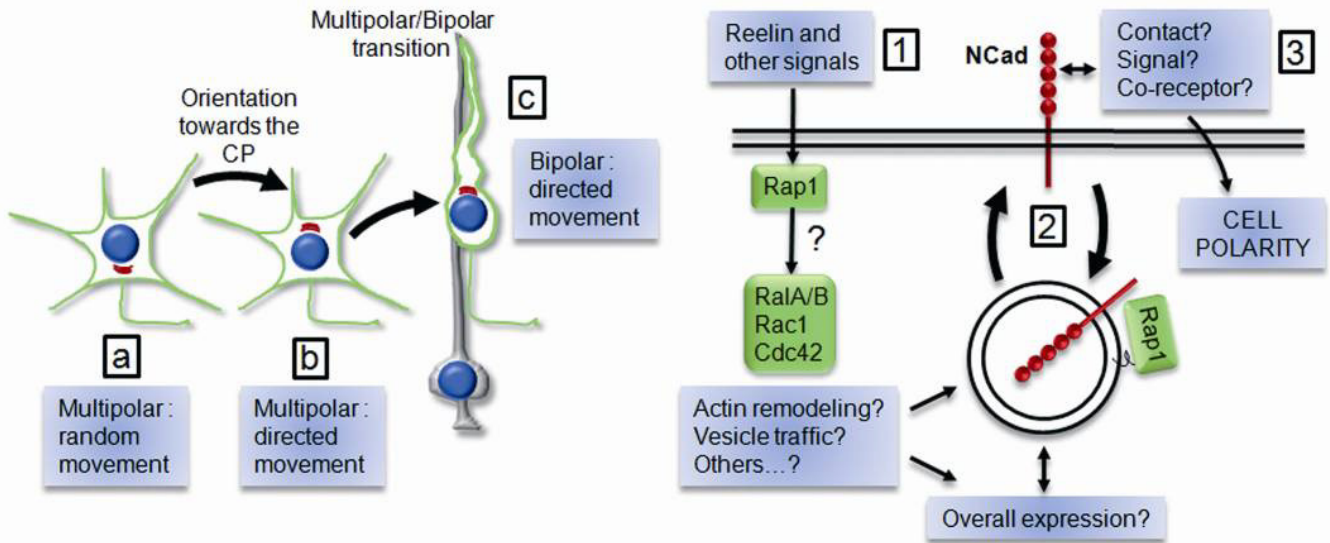 Multipolar/Bipolar
transition
Orientation
towards the
CP
c
Bipolar :
directed
movement
a
b
Multipolar :
random
movement
Multipolar :
directed
movement
Reelin and
other signals
1
NCad
Contact?
Signal?
Co-receptor?
3
Rap1
?
RalA/B
Rac1
Cdc42
2
CELL
POLARITY
Rap1
Actin remodeling?
Vesicle traffic?
Others...?
Overall expression?